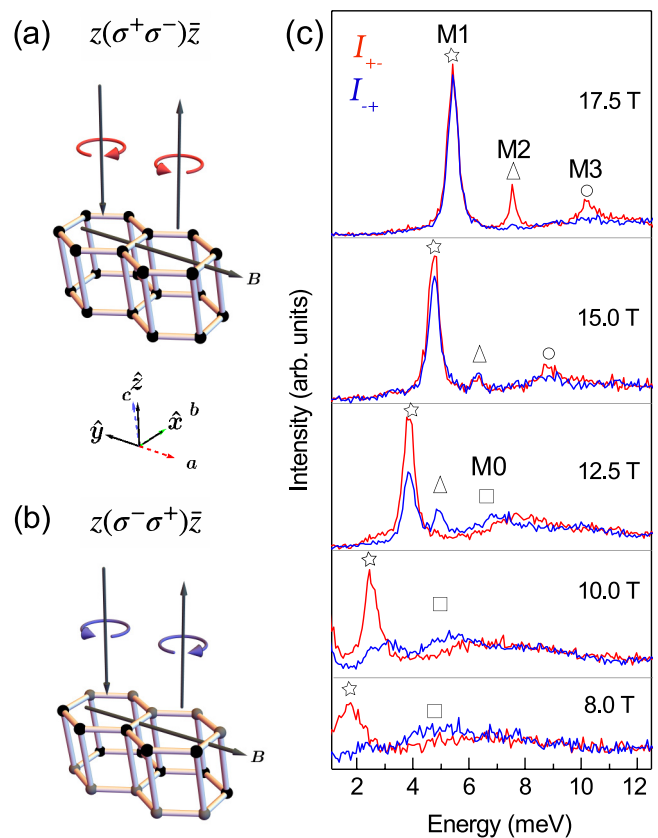 (a)
z(σ⁺σ⁻)z̄
B
ẑ
c
ŷ
x̂
b
a
(b)
z(σ⁻σ⁺)z̄
B
(c)
I₊₋
I₋₊
M1
17.5 T
M2
M3
15.0 T
12.5 T
M0
10.0 T
8.0 T
Intensity (arb. units)
2 4 6 8 10 12
Energy (meV)